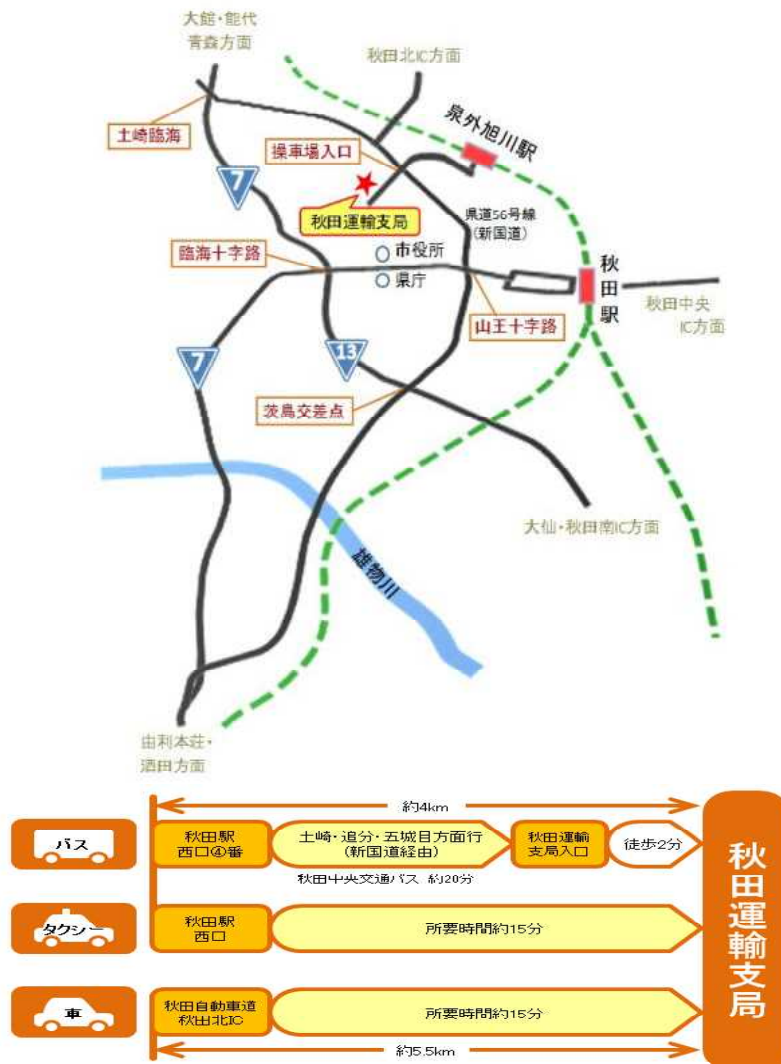 大館・能代
青森方面
秋田北IC方面
土崎臨海
操車場入口
泉外旭川駅
7
秋田運輸支局
県道56号線
(新国道)
臨海十字路
市役所
県庁
秋田駅
山王十字路
秋田中央
IC方面
7
13
茨島交差点
大仙・秋田南IC方面
雄物川
由利本荘・
酒田方面
約4km
バス
秋田駅
西口④番
土崎・追分・五城目方面行
(新国道経由)
秋田運輸
支局入口
徒歩2分
秋田中央交通バス 約20分
タクシー
秋田駅
西口
所要時間約15分
車
秋田自動車道
秋田北IC
所要時間約15分
約5.5km
秋田運輸支局